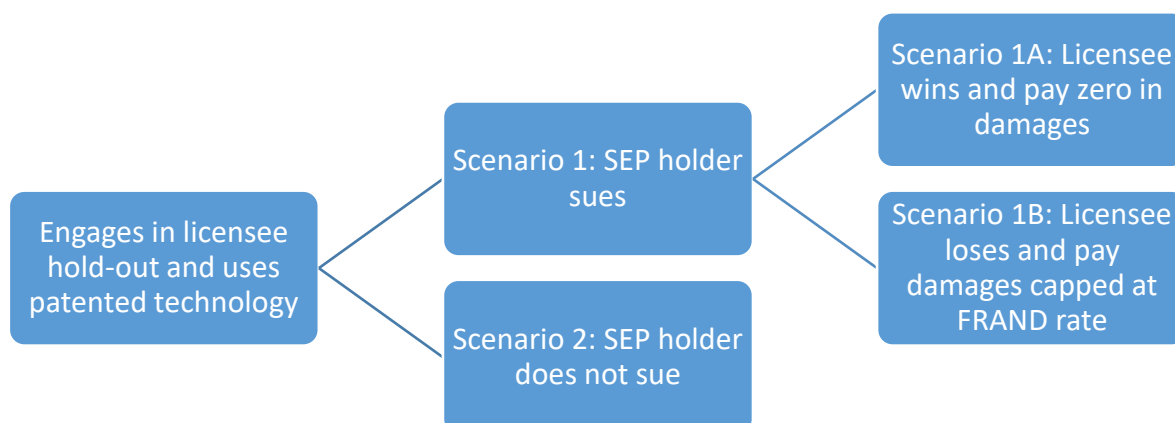 Engages in licensee
hold-out and uses
patented technology
Scenario 1: SEP holder
sues
Scenario 2: SEP holder
does not sue
Scenario 1A: Licensee
wins and pay zero in
damages
Scenario 1B: Licensee
loses and pay
damages capped at
FRAND rate